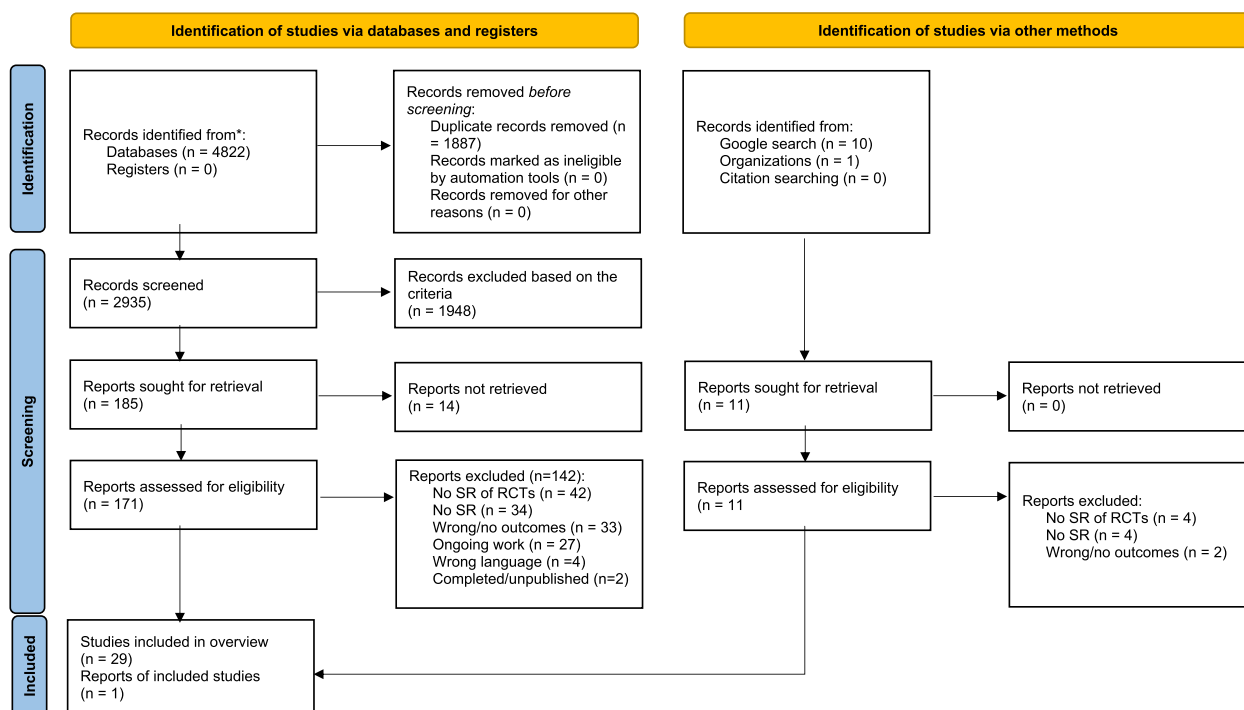 Identification of studies via databases and registers
Identification of studies via other methods
Identification
Records identified from*:
Databases (n = 4822)
Registers (n = 0)
Records removed before
screening:
Duplicate records removed (n
= 1887)
Records marked as ineligible
by automation tools (n = 0)
Records removed for other
reasons (n = 0)
Records identified from:
Google search (n = 10)
Organizations (n = 1)
Citation searching (n = 0)
Screening
Records screened
(n = 2935)
Records excluded based on the
criteria
(n = 1948)
Reports sought for retrieval
(n = 185)
Reports not retrieved
(n = 14)
Reports sought for retrieval
(n = 11)
Reports not retrieved
(n = 0)
Reports assessed for eligibility
(n = 171)
Reports excluded (n=142):
No SR of RCTs (n = 42)
No SR (n = 34)
Wrong/no outcomes (n = 33)
Ongoing work (n = 27)
Wrong language (n =4)
Completed/unpublished (n=2)
Reports assessed for eligibility
(n = 11
Reports excluded:
No SR of RCTs (n = 4)
No SR (n = 4)
Wrong/no outcomes (n = 2)
Included
Studies included in overview
(n = 29)
Reports of included studies
(n = 1)